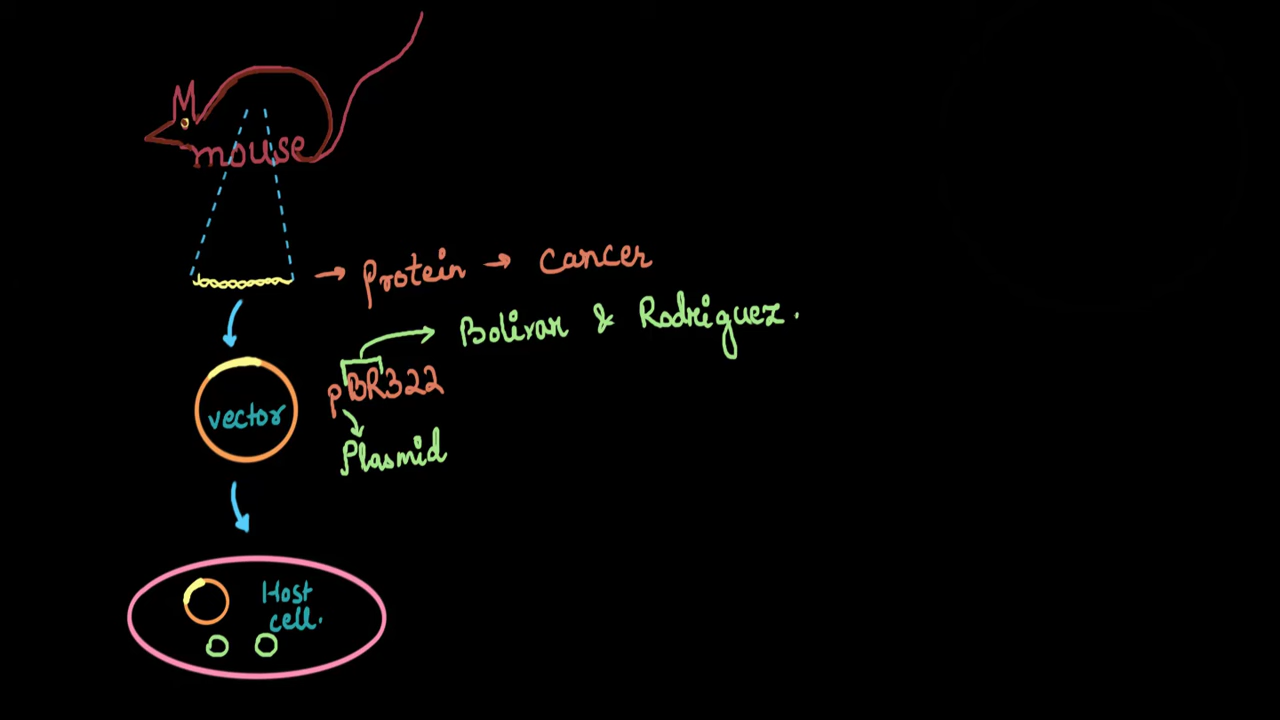 mouse
→ Protein → Cancer
Bolivar & Rodriguez.
pBR322
vector
Plasmid
Host
cell.